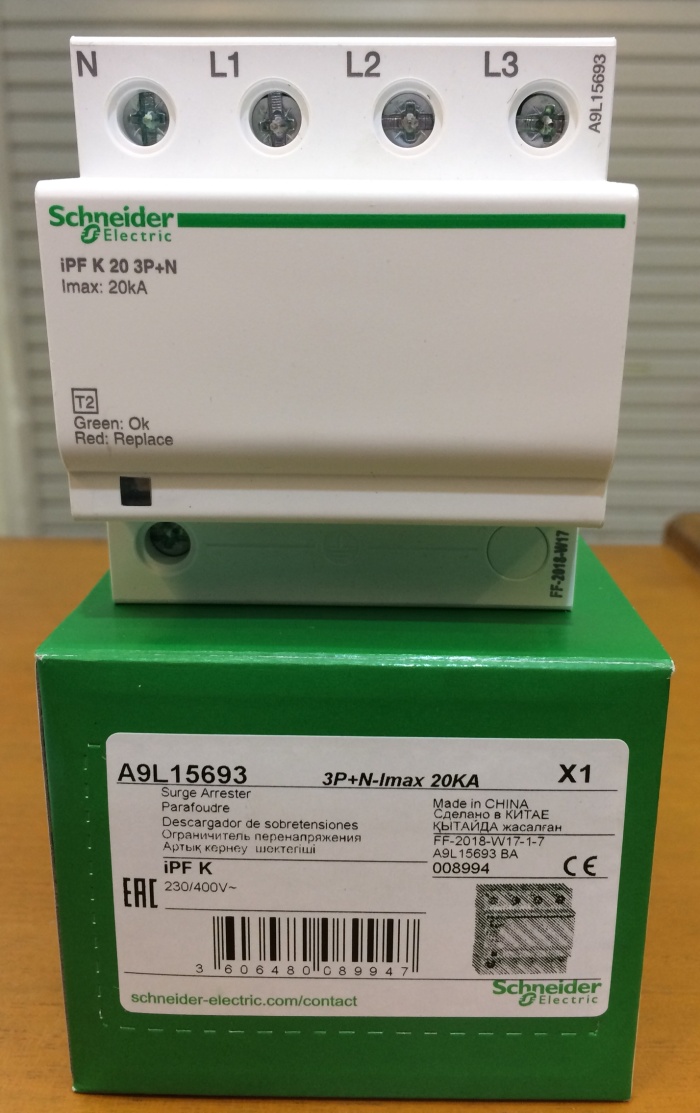 N L1 L2 L3
A9L15693
Schneider
Electric
iPF K 20 3P+N
Imax: 20kA
T2
Green: Ok
Red: Replace
FF-2018-W17
A9L15693 3P+N-Imax 20KA X1
Surge Arrester
Parafoudre
Descargador de sobretensiones
Ограничитель перенапряжения
Артық кернеу шектегіші
iPF K
230/400V~
Made in CHINA
Сделано в КИТАЕ
ҚЫТАЙДА жасалған
FF-2018-W17-1-7
A9L15693 BA
008994
CE
EAC
3 606480 089947
schneider-electric.com/contact
Schneider
Electric